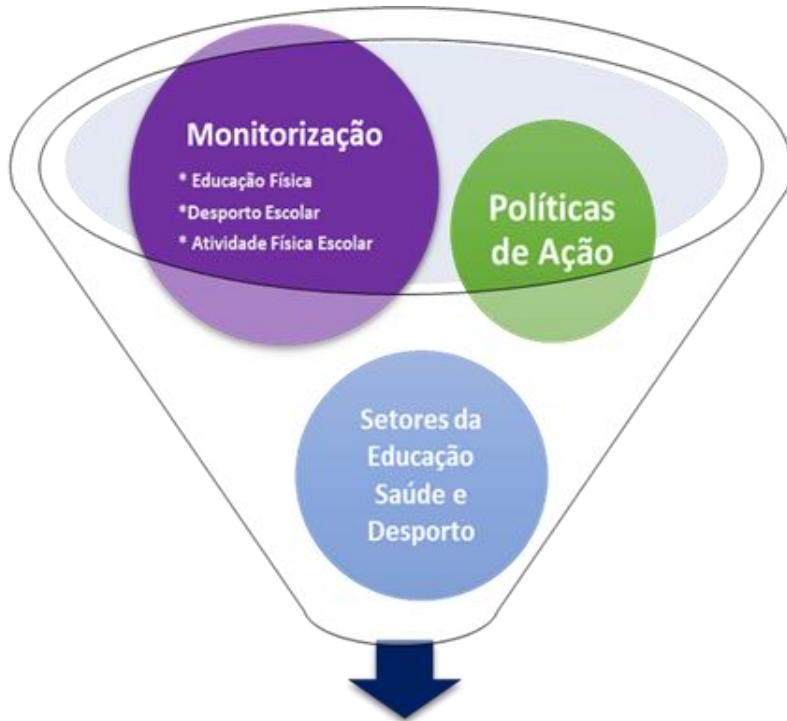 Monitorização
* Educação Física
*Desporto Escolar
* Atividade Física Escolar
Políticas
de Ação
Setores da
Educação
Saúde e
Desporto